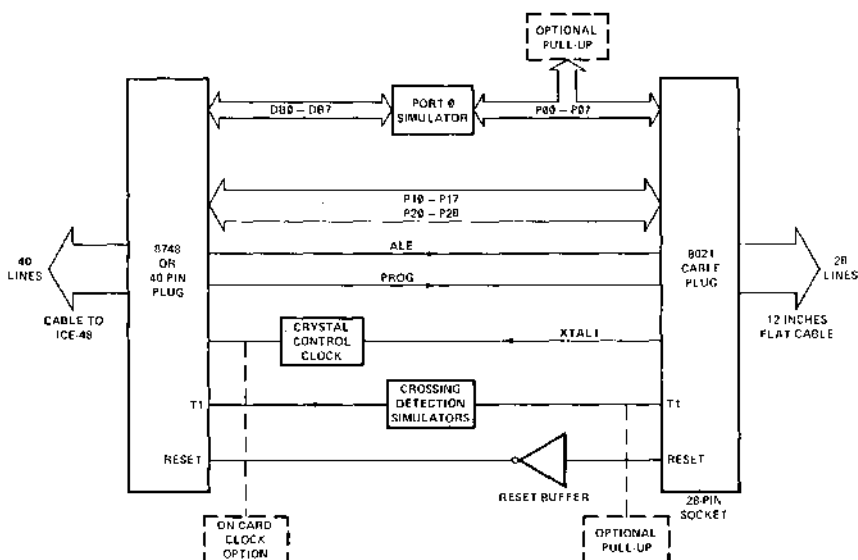 OPTIONAL
PULL-UP
DB0 – DB7
PORT 0
SIMULATOR
P00 – P07
P10 – P17
P20 – P28
8748
OR
40 PIN
PLUG
ALE
8021
CABLE
PLUG
40
LINES
28
LINES
PROG
CABLE TO
ICE-48
12 INCHES
FLAT CABLE
CRYSTAL
CONTROL
CLOCK
XTAL1
T1
CROSSING
DETECTION
SIMULATORS
T1
RESET
RESET
RESET BUFFER
28-PIN
SOCKET
ON CARD
CLOCK
OPTION
OPTIONAL
PULL-UP